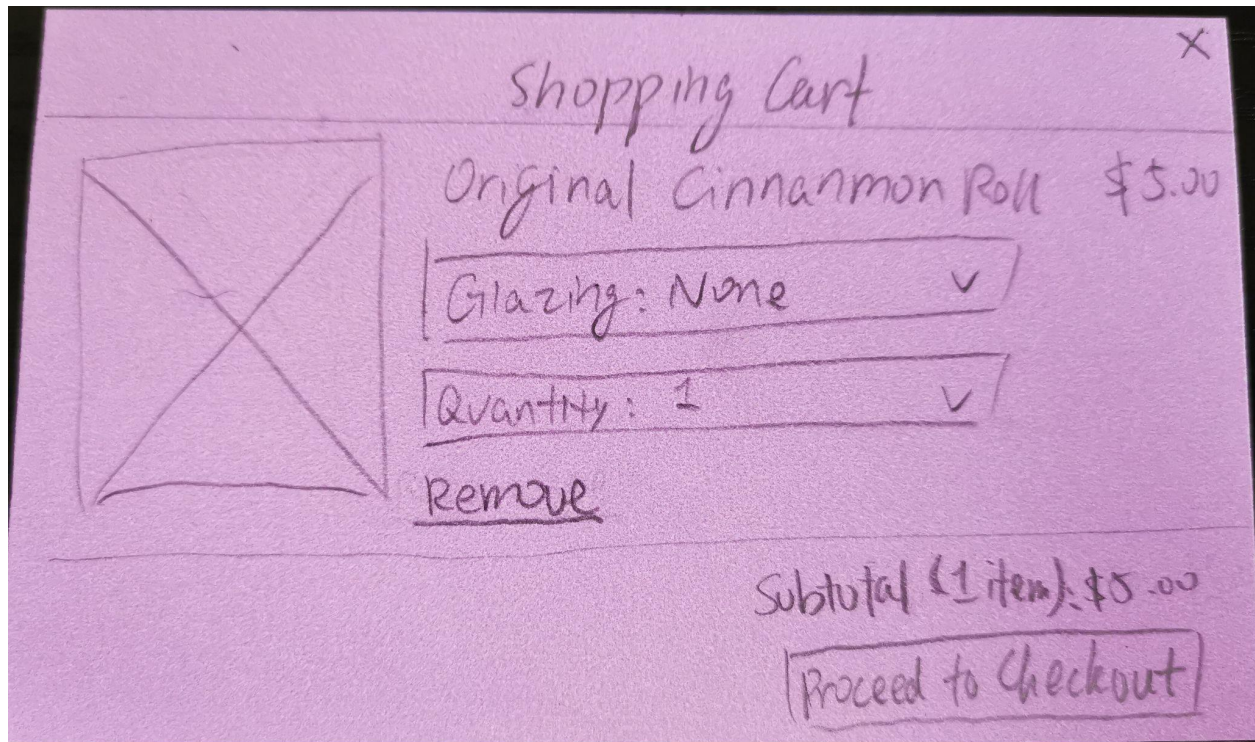 X
Shopping Cart
Original Cinnanmon Roll $5.00
Glazing: None
Quantity: 1
Remove
Subtotal (1 item): $5.00
Proceed to Checkout